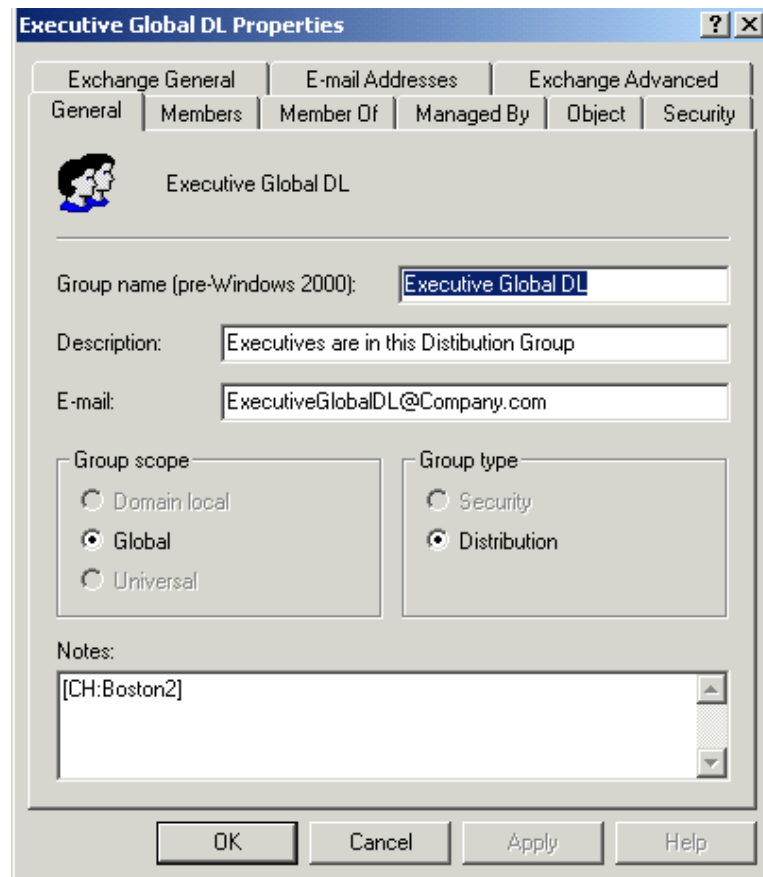 Executive Global DL Properties
Exchange General E-mail Addresses Exchange Advanced
General Members Member Of Managed By Object Security
Executive Global DL
Group name (pre-Windows 2000): Executive Global DL
Description: Executives are in this Distibution Group
E-mail: ExecutiveGlobalDL@Company.com
Group scope Group type
Domain local Security
Global Distribution
Universal
Notes:
[CH:Boston2]
OK Cancel Apply Help